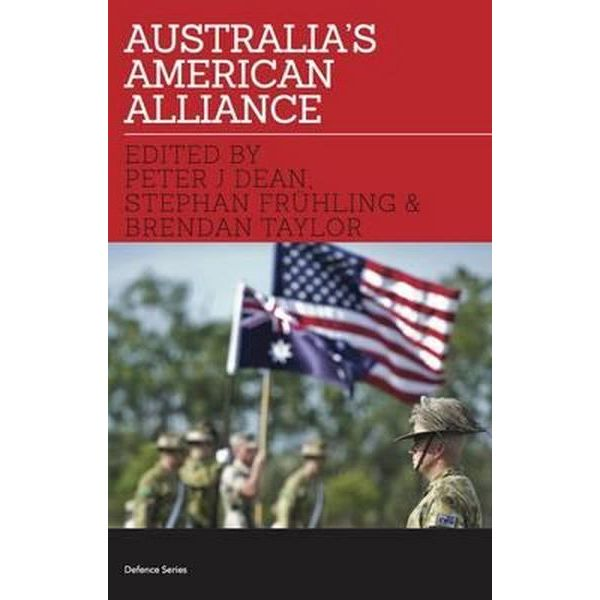 AUSTRALIA'S
AMERICAN
ALLIANCE
EDITED BY
PETER J DEAN,
STEPHAN FRÜHLING &
BRENDAN TAYLOR
Defence Series